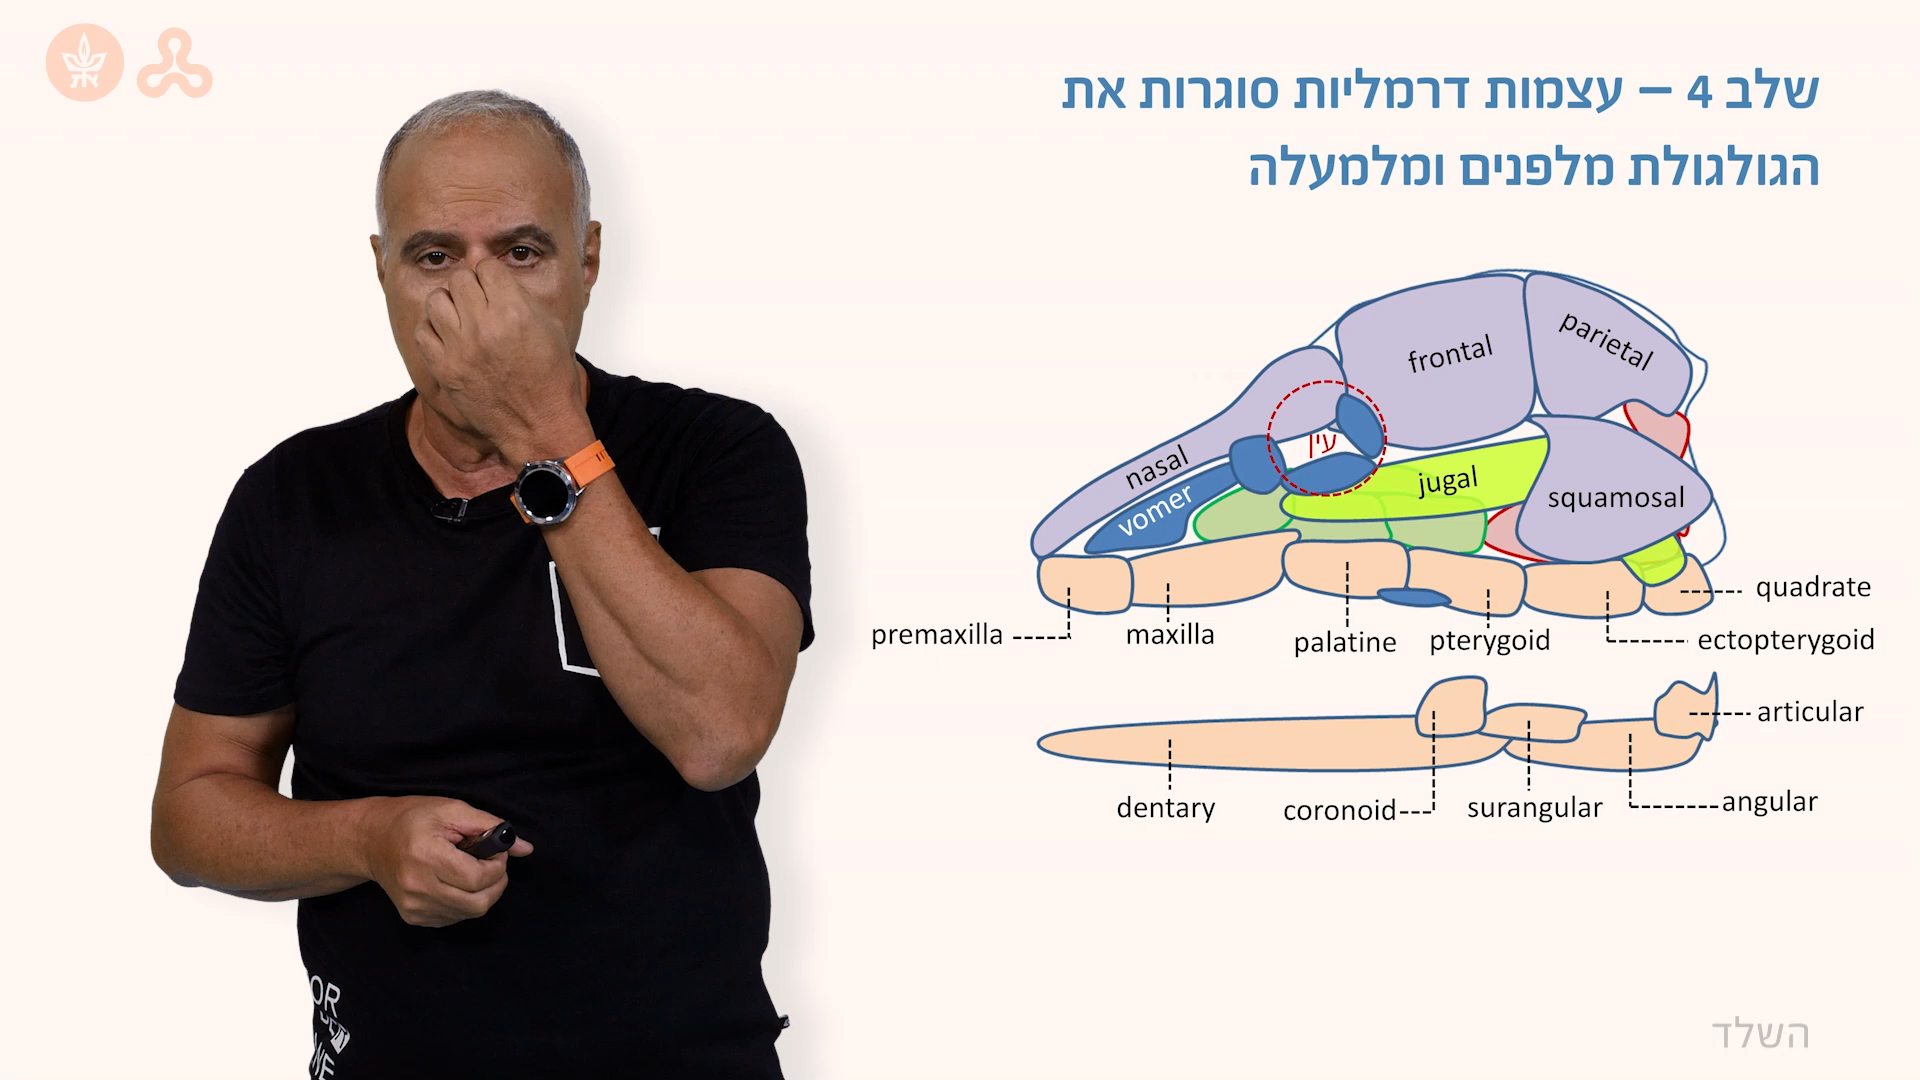 שלב 4 – עצמות דרמליות סוגרות את
הגולגולת מלפנים ומלמעלה
parietal
frontal
עין
nasal
jugal
vomer
squamosal
quadrate
premaxilla
maxilla
palatine
pterygoid
ectopterygoid
articular
dentary
coronoid
surangular
angular
השלד
OR